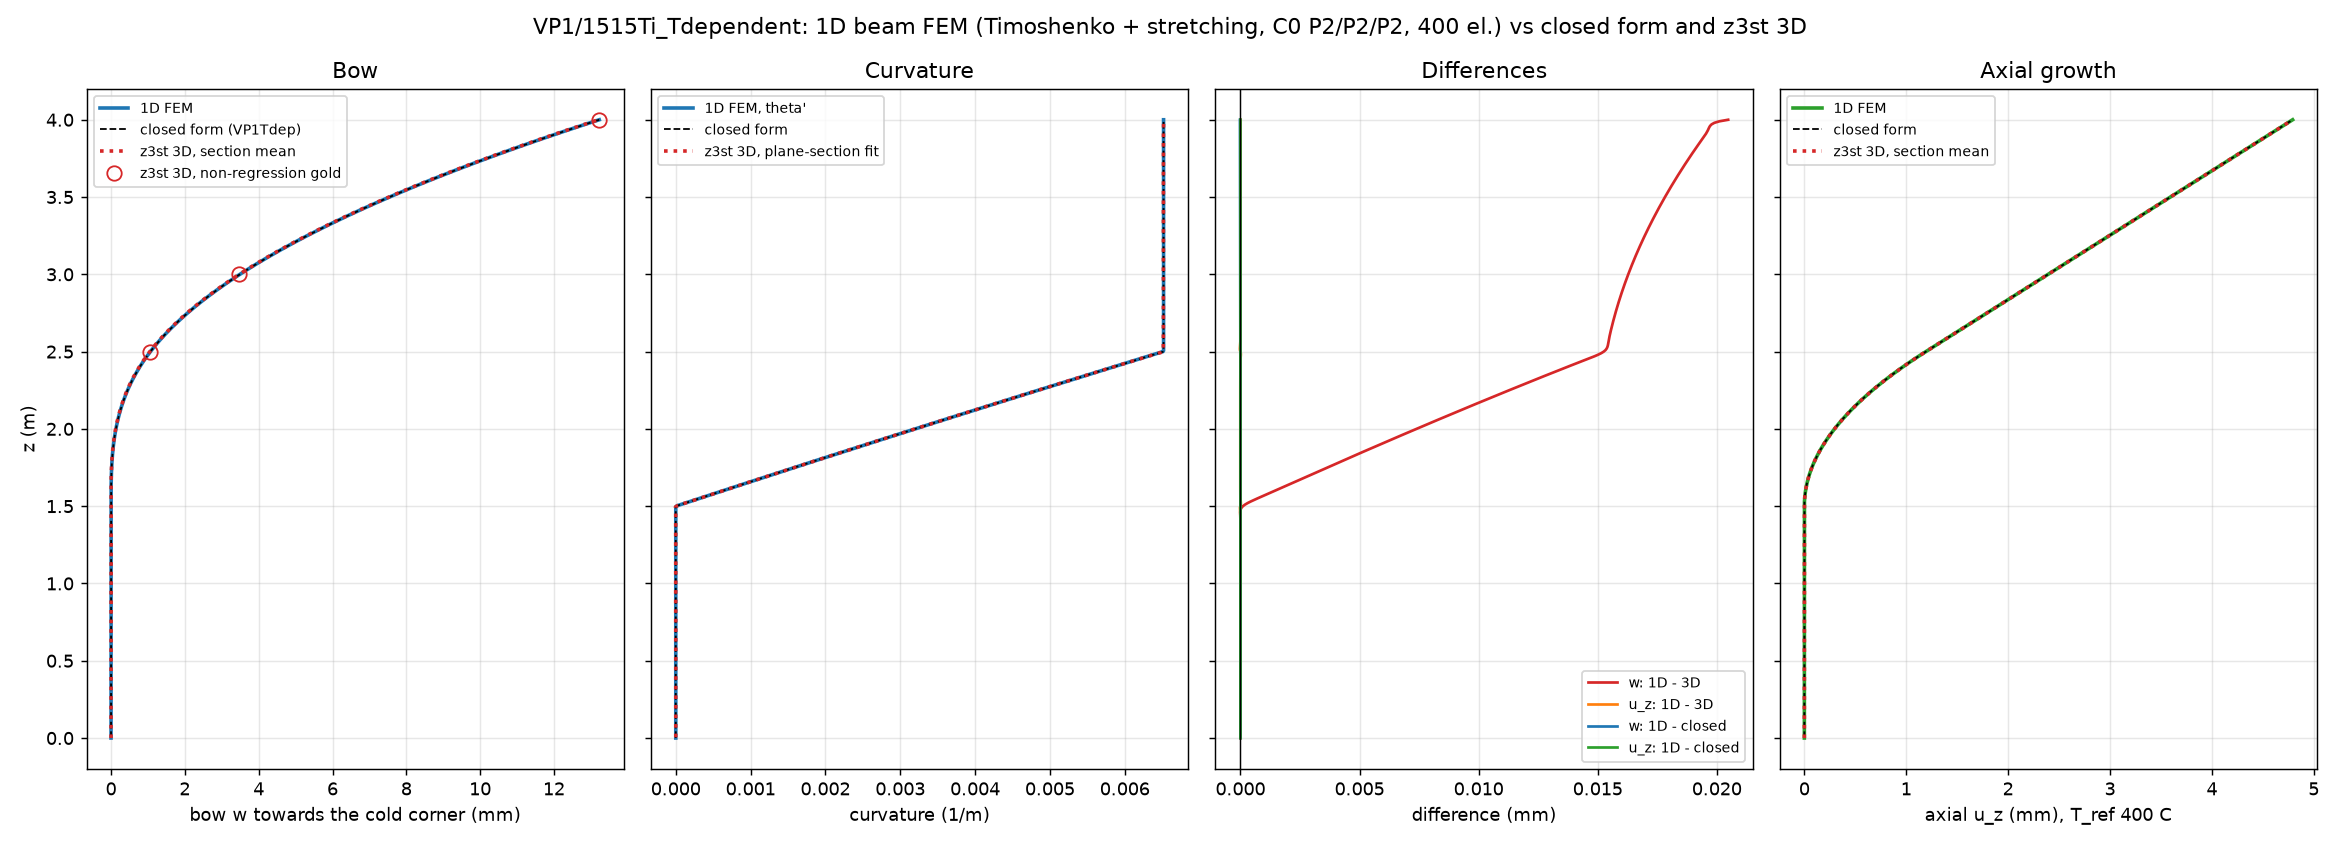 VP1/1515Ti_Tdependent: 1D beam FEM (Timoshenko + stretching, C0 P2/P2/P2, 400 el.) vs closed form and z3st 3D
Bow
1D FEM
closed form (VP1Tdep)
z3st 3D, section mean
z3st 3D, non-regression gold
4.0
3.5
3.0
2.5
2.0
1.5
1.0
0.5
0.0
z (m)
0 2 4 6 8 10 12
bow w towards the cold corner (mm)
Curvature
1D FEM, theta'
closed form
z3st 3D, plane-section fit
0.000 0.001 0.002 0.003 0.004 0.005 0.006
curvature (1/m)
Differences
w: 1D - 3D
u_z: 1D - 3D
w: 1D - closed
u_z: 1D - closed
0.000 0.005 0.010 0.015 0.020
difference (mm)
Axial growth
1D FEM
closed form
z3st 3D, section mean
0 1 2 3 4 5
axial u_z (mm), T_ref 400 C